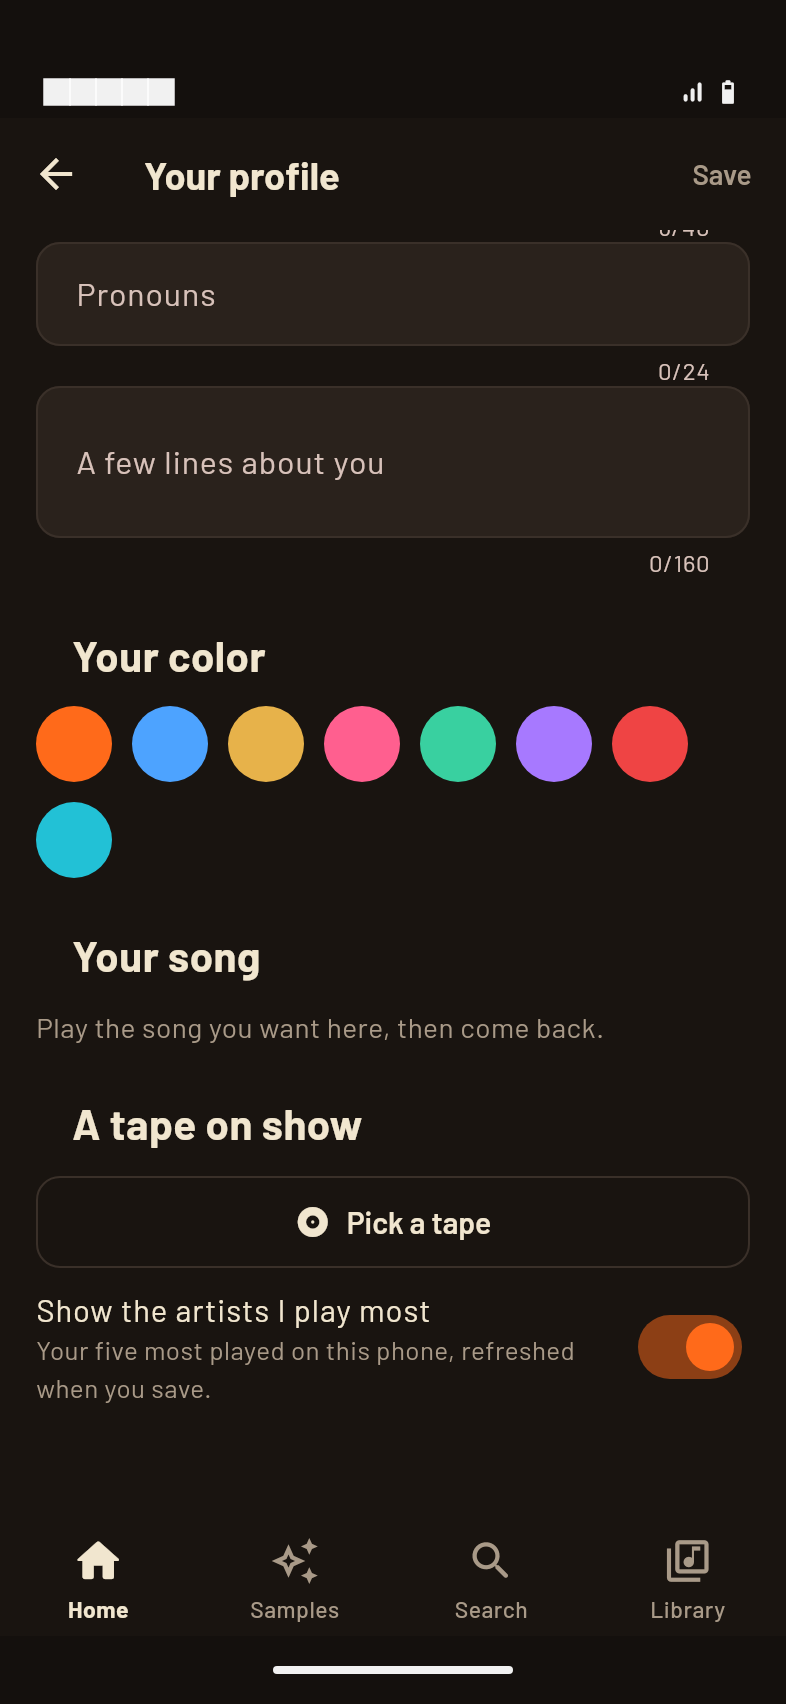 Your profile
Save
Pronouns
0/24
A few lines about you
0/160
Your color
Your song
Play the song you want here, then come back.
A tape on show
Pick a tape
Show the artists I play most
Your five most played on this phone, refreshed
when you save.
Home
Samples
Search
Library